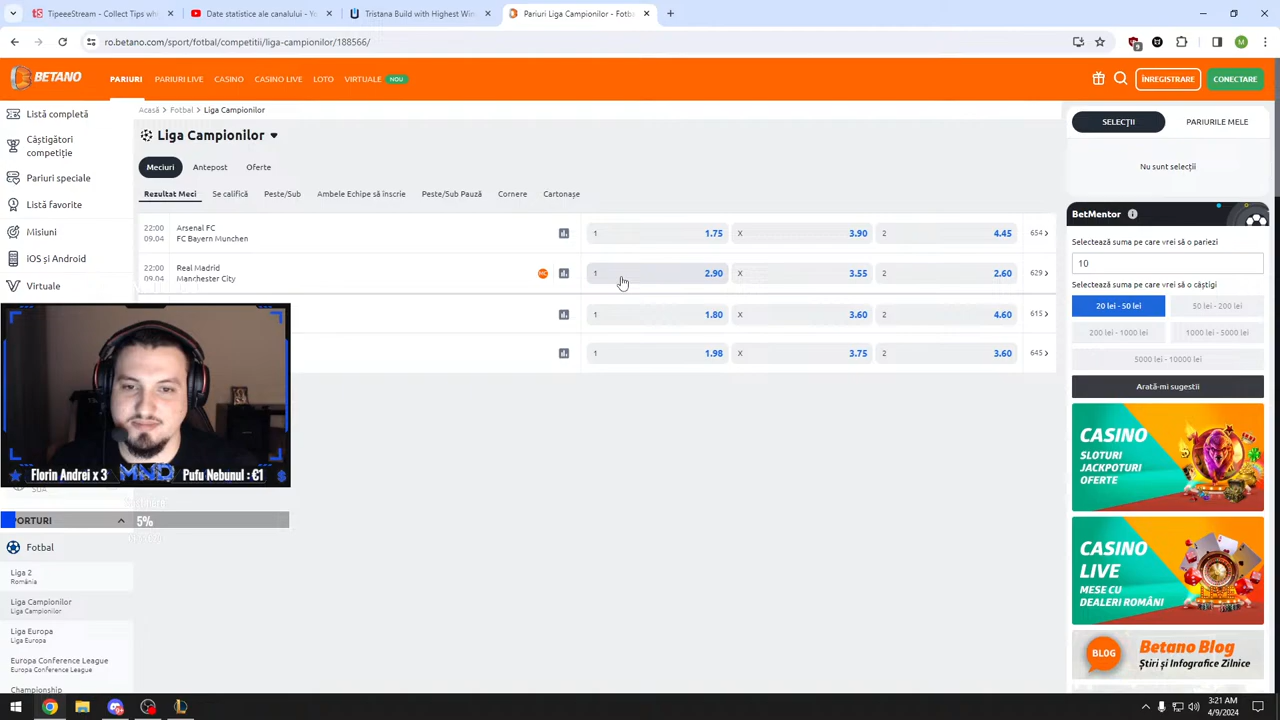 TipeeeStream - Collect Tips whi
Date statistice ale canalului - Yo
Tristana Build with Highest Win
Pariuri Liga Campionilor - Fotba
ro.betano.com/sport/fotbal/competitii/liga-campionilor/188566/
9
M
BETANO
PARIURI
PARIURI LIVE
CASINO
CASINO LIVE
LOTO
VIRTUALE
NOU
ÎNREGISTRARE
CONECTARE
Listă completă
Câștigători
competiție
Pariuri speciale
Listă favorite
Misiuni
iOS și Android
Virtuale
Acasă > Fotbal > Liga Campionilor
Liga Campionilor
Meciuri
Antepost
Oferte
Rezultat Meci
Se califică
Peste/Sub
Ambele Echipe să înscrie
Peste/Sub Pauză
Cornere
Cartonașe
22:00 Arsenal FC
09.04 FC Bayern Munchen
1 1.75 X 3.90 2 4.45 654 >
22:00 Real Madrid
09.04 Manchester City
1 2.90 X 3.55 2 2.60 629 >
1 1.80 X 3.60 2 4.60 615 >
1 1.98 X 3.75 2 3.60 645 >
Florin Andrei x 3
MND
Pufu Nebunul : €1
SUA
PORTURI
5%
Fotbal
Liga 2
România
Liga Campionilor
Liga Campionilor
Liga Europa
Liga Europa
Europa Conference League
Europa Conference League
Championship
SELECȚII
PARIURILE MELE
Nu sunt selecții
BetMentor
Selectează suma pe care vrei să o pariezi
10
Selectează suma pe care vrei să o câștigi
20 lei - 50 lei
50 lei - 200 lei
200 lei - 1000 lei
1000 lei - 5000 lei
5000 lei - 10000 lei
Arată-mi sugestii
CASINO
SLOTURI
JACKPOTURI
OFERTE
CASINO
LIVE
MESE CU
DEALERI ROMÂNI
BLOG
Betano Blog
Știri și Infografice Zilnice
3:21 AM
4/9/2024